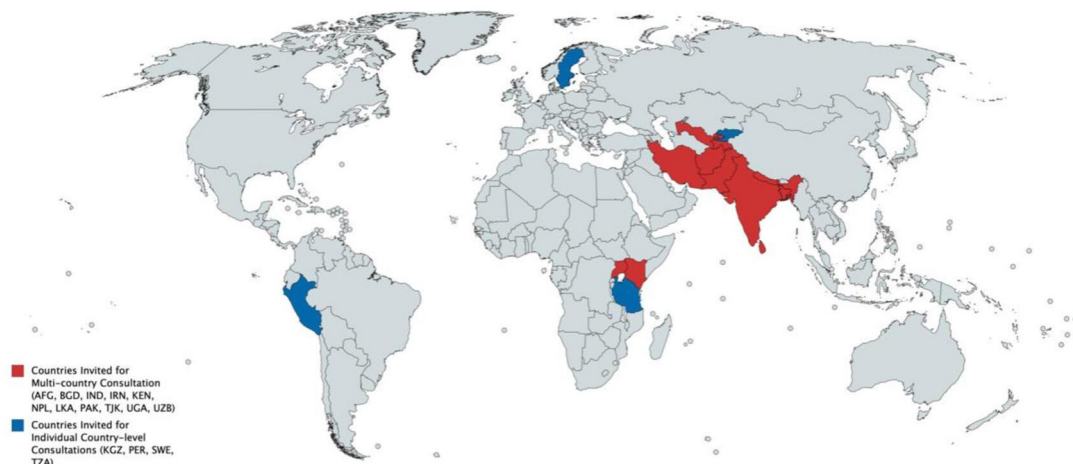 Countries Invited for
Multi-country Consultation
(AFG, BGD, IND, IRN, KEN,
NPL, LKA, PAK, TJK, UGA, UZB)
Countries Invited for
Individual Country-level
Consultations (KGZ, PER, SWE,
TZA)